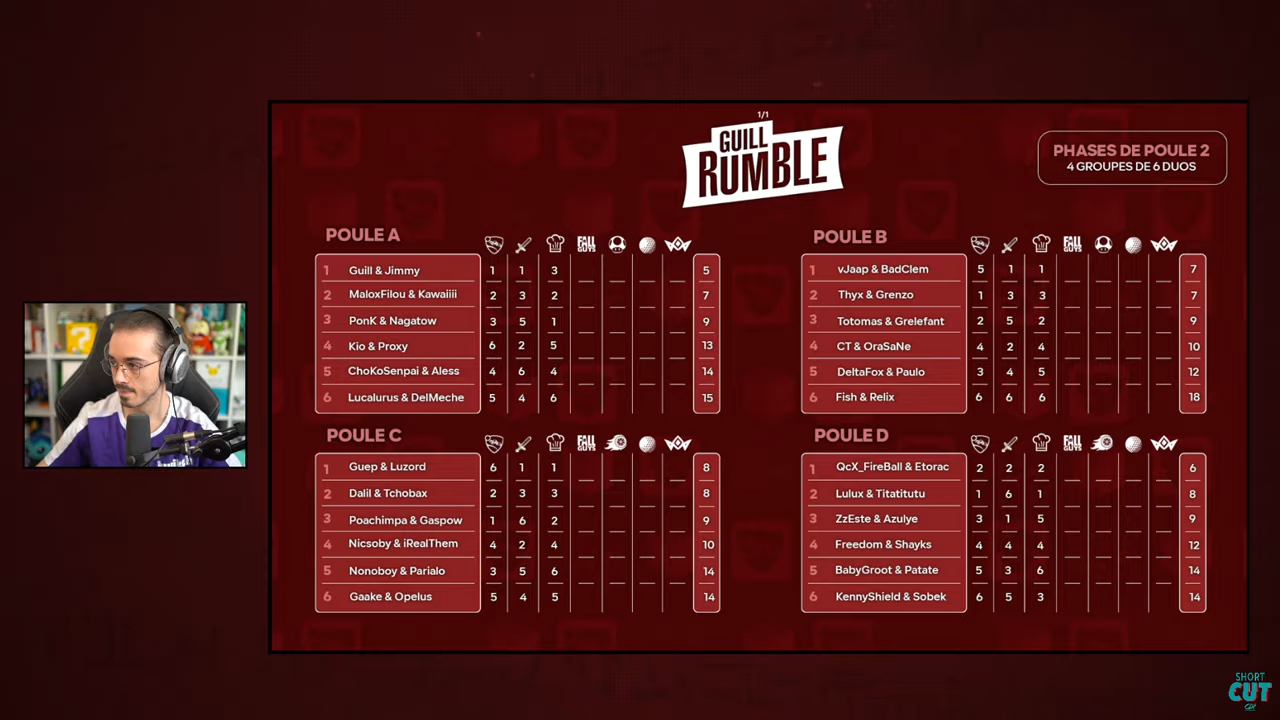 1/1
GUILL
RUMBLE
PHASES DE POULE 2
4 GROUPES DE 6 DUOS
POULE A
FALL GUYS
1 Guill & Jimmy 1 1 3 5
2 MaloxFilou & Kawaiiii 2 3 2 7
3 PonK & Nagatow 3 5 1 9
4 Kio & Proxy 6 2 5 13
5 ChoKoSenpai & Aless 4 6 4 14
6 Lucalurus & DelMeche 5 4 6 15
POULE B
FALL GUYS
1 vJaap & BadClem 5 1 1 7
2 Thyx & Grenzo 1 3 3 7
3 Totomas & Grelefant 2 5 2 9
4 CT & OraSaNe 4 2 4 10
5 DeltaFox & Paulo 3 4 5 12
6 Fish & Relix 6 6 6 18
POULE C
FALL GUYS
1 Guep & Luzord 6 1 1 8
2 Dalil & Tchobax 2 3 3 8
3 Poachimpa & Gaspow 1 6 2 9
4 Nicsoby & iRealThem 4 2 4 10
5 Nonoboy & Parialo 3 5 6 14
6 Gaake & Opelus 5 4 5 14
POULE D
FALL GUYS
1 QcX_FireBall & Etorac 2 2 2 6
2 Lulux & Titatitutu 1 6 1 8
3 ZzEste & Azulye 3 1 5 9
4 Freedom & Shayks 4 4 4 12
5 BabyGroot & Patate 5 3 6 14
6 KennyShield & Sobek 6 5 3 14
SHORT
CUT